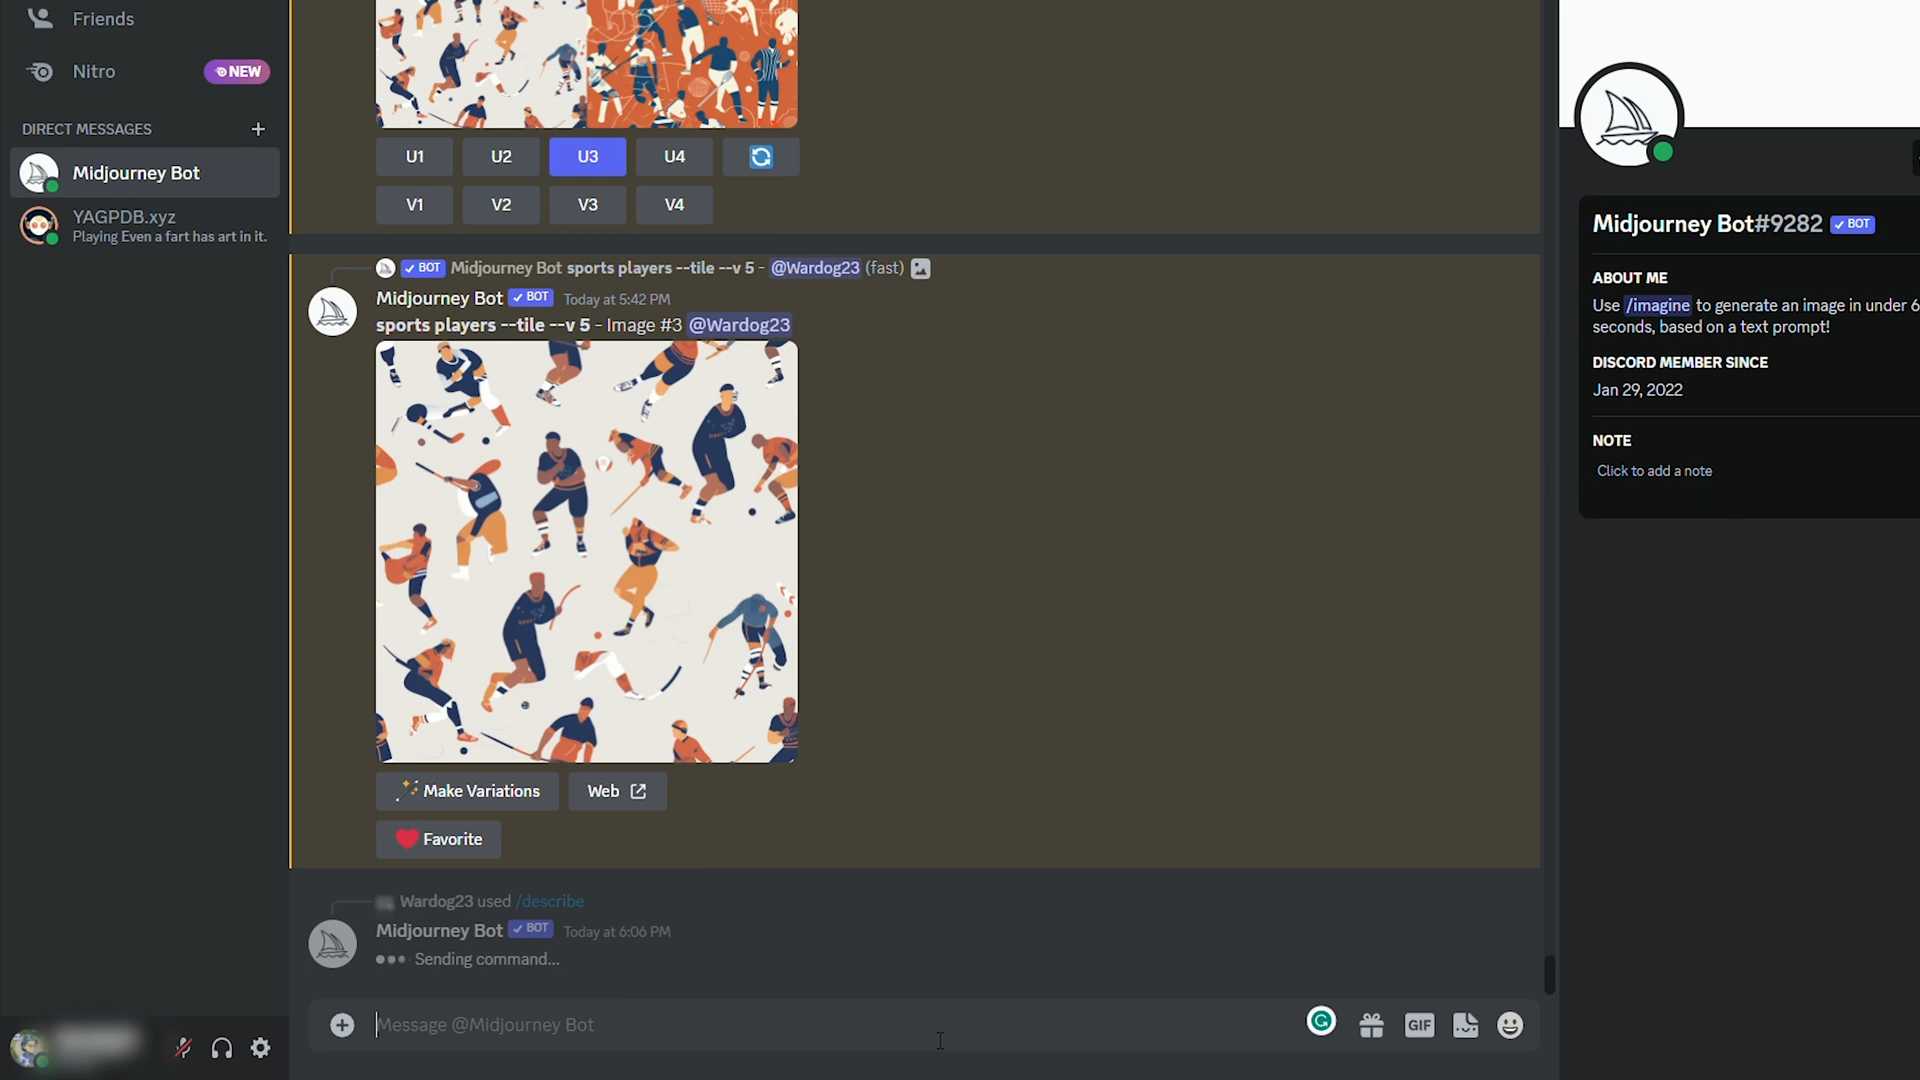 Friends
Nitro
NEW
DIRECT MESSAGES
Midjourney Bot
YAGPDB.xyz
Playing Even a fart has art in it.
U1 U2 U3 U4
V1 V2 V3 V4
BOT Midjourney Bot sports players --tile --v 5 - @Wardog23 (fast)
Midjourney Bot BOT Today at 5:42 PM
sports players --tile --v 5 - Image #3 @Wardog23
Make Variations
Web
Favorite
Wardog23 used /describe
Midjourney Bot BOT Today at 6:06 PM
Sending command...
Message @Midjourney Bot
GIF
Midjourney Bot#9282 BOT
ABOUT ME
Use /imagine to generate an image in under 6
seconds, based on a text prompt!
DISCORD MEMBER SINCE
Jan 29, 2022
NOTE
Click to add a note